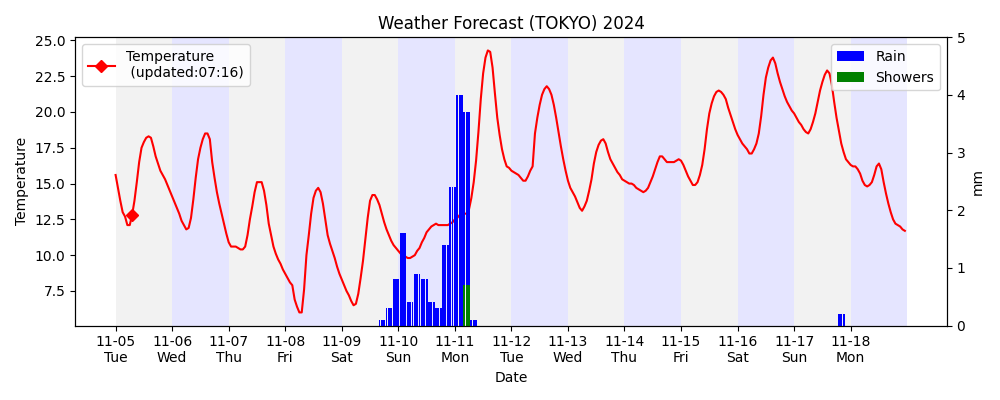 Weather Forecast (TOKYO) 2024
Temperature
(updated:07:16)
Rain
Showers
25.0
22.5
20.0
17.5
15.0
12.5
10.0
7.5
Temperature
5
4
3
2
1
0
mm
11-05 11-06 11-07 11-08 11-09 11-10 11-11 11-12 11-13 11-14 11-15 11-16 11-17 11-18
Tue Wed Thu Fri Sat Sun Mon Tue Wed Thu Fri Sat Sun Mon
Date